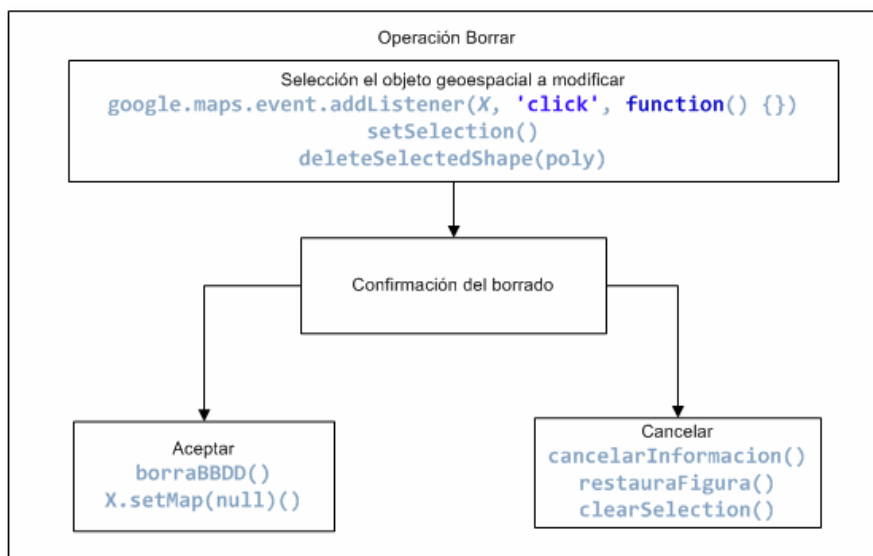 Operación Borrar
Selección el objeto geoespacial a modificar
google.maps.event.addListener(X, 'click', function() {})
setSelection()
deleteSelectedShape(poly)
Confirmación del borrado
Aceptar
borraBBDD()
X.setMap(null)()
Cancelar
cancelarInformacion()
restauraFigura()
clearSelection()